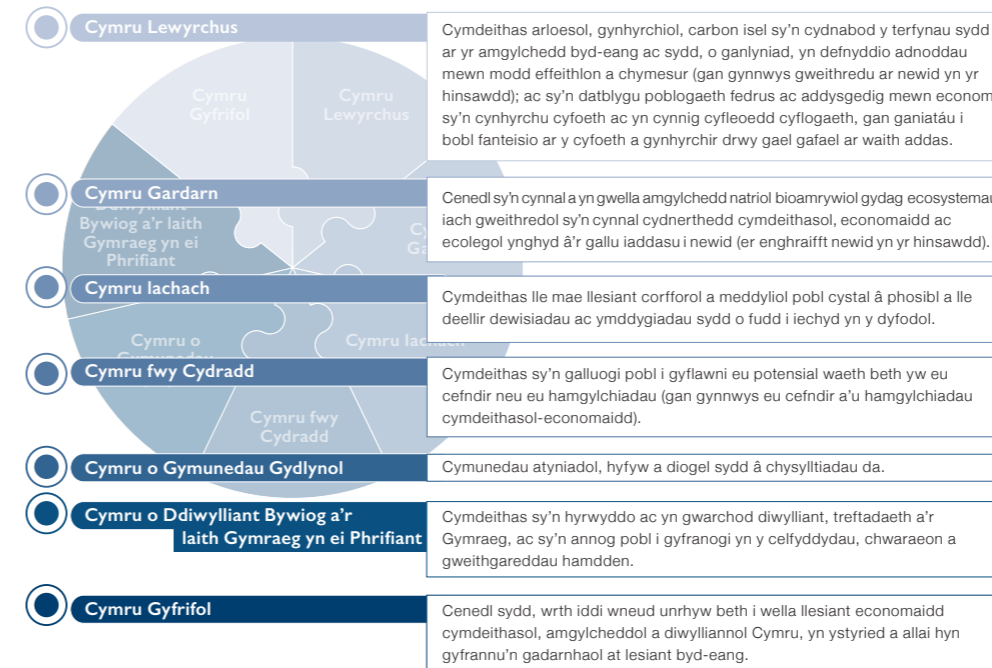 Cymru Lewyrchus
Cymdeithas arloesol, gynhyrchiol, carbon isel sy'n cydnabod y terfynau sydd
ar yr amgylchedd byd-eang ac sydd, o ganlyniad, yn defnyddio adnoddau
mewn modd effeithlon a chymesur (gan gynnwys gweithredu ar newid yn yr
hinsawdd); ac sy'n datblygu poblogaeth fedrus ac addysgedig mewn econom
sy'n cynhyrchu cyfoeth ac yn cynnig cyfleoedd cyflogaeth, gan ganiatáu i
bobl fanteisio ar y cyfoeth a gynhyrchir drwy gael gafael ar waith addas.
Cymru
Gyfrifol
Cymru
Lewyrchus
Cymru Gardarn
Cenedl sy'n cynnal a yn gwella amgylchedd natriol bioamrywiol gydag ecosystemau
iach gweithredol sy'n cynnal cydnerthedd cymdeithasol, economaidd ac
ecolegol ynghyd â'r gallu iaddasu i newid (er enghraifft newid yn yr hinsawdd).
Bywiog a'r Iaith
Gymraeg yn ei
Phrifiant
Cymru Iachach
Cymdeithas lle mae llesiant corfforol a meddyliol pobl cystal â phosibl a lle
deellir dewisiadau ac ymddygiadau sydd o fudd i iechyd yn y dyfodol.
Cymru o
Gymunedau
Cymru Iachach
Cymru fwy Cydradd
Cymdeithas sy'n galluogi pobl i gyflawni eu potensial waeth beth yw eu
cefndir neu eu hamgylchiadau (gan gynnwys eu cefndir a'u hamgylchiadau
cymdeithasol-economaidd).
Cymru fwy
Cydradd
Cymru o Gymunedau Gydlynol
Cymunedau atyniadol, hyfyw a diogel sydd â chysylltiadau da.
Cymru o Ddiwylliant Bywiog a'r
Iaith Gymraeg yn ei Phrifiant
Cymdeithas sy'n hyrwyddo ac yn gwarchod diwylliant, treftadaeth a'r
Gymraeg, ac sy'n annog pobl i gyfranogi yn y celfyddydau, chwaraeon a
gweithgareddau hamdden.
Cymru Gyfrifol
Cenedl sydd, wrth iddi wneud unrhyw beth i wella llesiant economaidd
cymdeithasol, amgylcheddol a diwylliannol Cymru, yn ystyried a allai hyn
gyfrannu'n gadarnhaol at lesiant byd-eang.